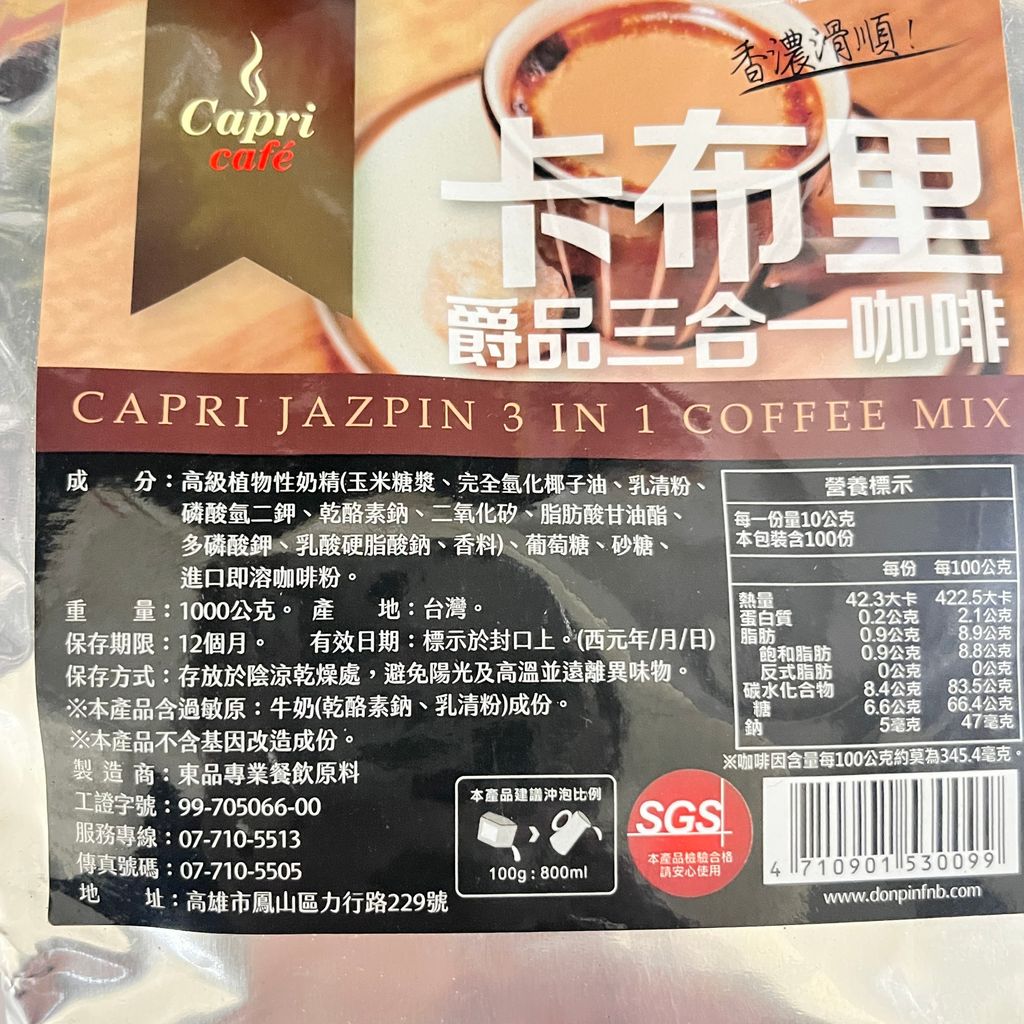 Capri
café
香濃滑順!
卡布里
爵品三合一咖啡
CAPRI JAZPIN 3 IN 1 COFFEE MIX
成　分：高級植物性奶精(玉米糖漿、完全氫化椰子油、乳清粉、
磷酸氫二鉀、乾酪素鈉、二氧化矽、脂肪酸甘油酯、
多磷酸鉀、乳酸硬脂酸鈉、香料)、葡萄糖、砂糖、
進口即溶咖啡粉。
重　量：1000公克。 產　地：台灣。
保存期限：12個月。 有效日期：標示於封口上。(西元年/月/日)
保存方式：存放於陰涼乾燥處，避免陽光及高溫並遠離異味物。
※本產品含過敏原：牛奶(乾酪素鈉、乳清粉)成份。
※本產品不含基因改造成份。
製造商：東品專業餐飲原料
工證字號：99-705066-00
服務專線：07-710-5513
傳真號碼：07-710-5505
地　址：高雄市鳳山區力行路229號
營養標示
每一份量10公克
本包裝含100份
每份 每100公克
熱量 42.3大卡 422.5大卡
蛋白質 0.2公克 2.1公克
脂肪 0.9公克 8.9公克
飽和脂肪 0.9公克 8.8公克
反式脂肪 0公克 0公克
碳水化合物 8.4公克 83.5公克
糖 6.6公克 66.4公克
鈉 5毫克 47毫克
※咖啡因含量每100公克約莫為345.4毫克。
本產品建議沖泡比例
100g : 800ml
SGS
本產品檢驗合格
請安心使用
4 710901 530099
www.donpinfnb.com